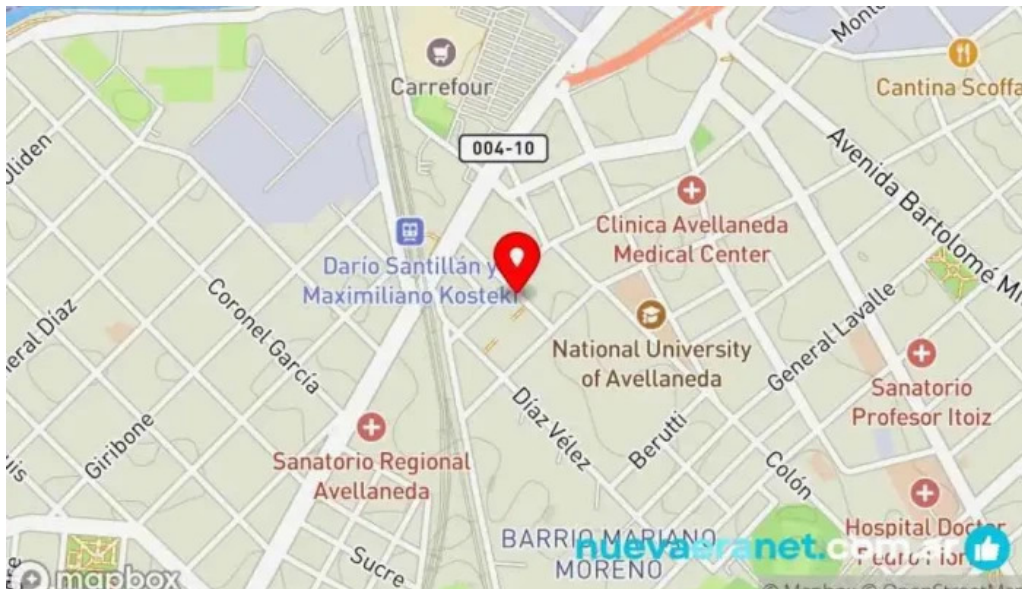 Carrefour
Cantina Scoffa
004-10
Avenida Bartolomé Mi
Clinica Avellaneda
Medical Center
Darío Santillán y
Maximiliano Kosteki
Coronel García
General Lavalle
National University
of Avellaneda
Sanatorio
Profesor Itoiz
Díaz Vélez
Giribone
Berutti
Sanatorio Regional
Avellaneda
Colón
Hospital Doctor
BARRIO MARIANO
MORENO
nuevaeranet.com.ar
Sucre
mapbox